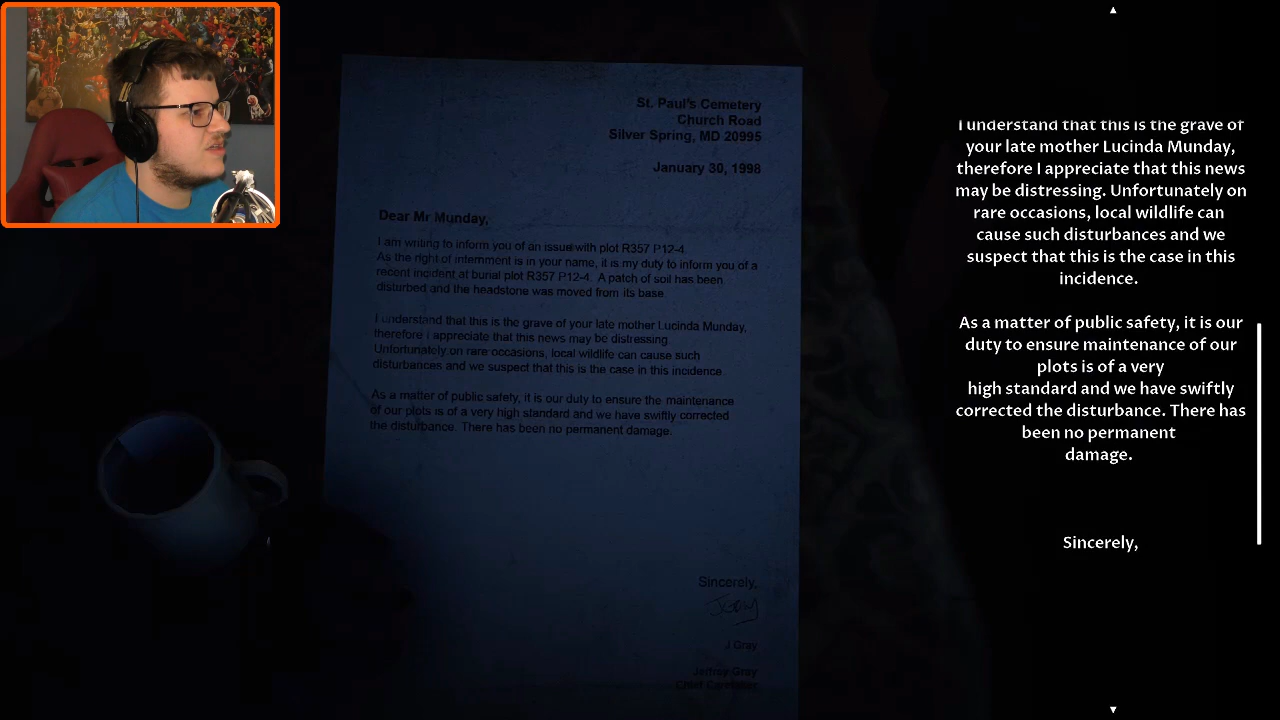 St. Paul's Cemetery
Church Road
Silver Spring, MD 20995
January 30, 1998
Dear Mr Munday,
I am writing to inform you of an issue with plot R357 P12-4.
As the right of internment is in your name, it is my duty to inform you of a
recent incident at burial plot R357 P12-4. A patch of soil has been
disturbed and the headstone was moved from its base.
I understand that this is the grave of your late mother Lucinda Munday,
therefore I appreciate that this news may be distressing.
Unfortunately on rare occasions, local wildlife can cause such
disturbances and we suspect that this is the case in this incidence.
As a matter of public safety, it is our duty to ensure the maintenance
of our plots is of a very high standard and we have swiftly corrected
the disturbance. There has been no permanent damage.
Sincerely,
J Gray
J Gray
Jeffrey Gray
Chief Caretaker
I understand that this is the grave of
your late mother Lucinda Munday,
therefore I appreciate that this news
may be distressing. Unfortunately on
rare occasions, local wildlife can
cause such disturbances and we
suspect that this is the case in this
incidence.
As a matter of public safety, it is our
duty to ensure maintenance of our
plots is of a very
high standard and we have swiftly
corrected the disturbance. There has
been no permanent
damage.
Sincerely,